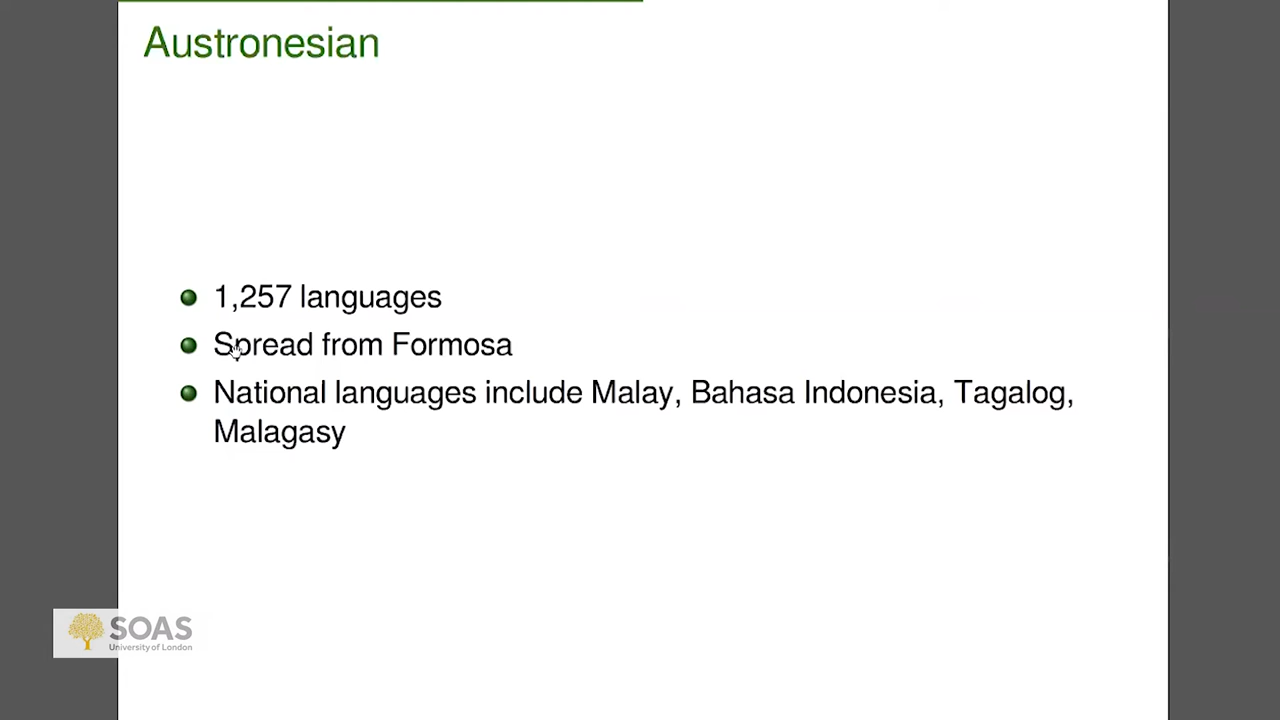 Austronesian
1,257 languages
Spread from Formosa
National languages include Malay, Bahasa Indonesia, Tagalog,
Malagasy
SOAS
University of London